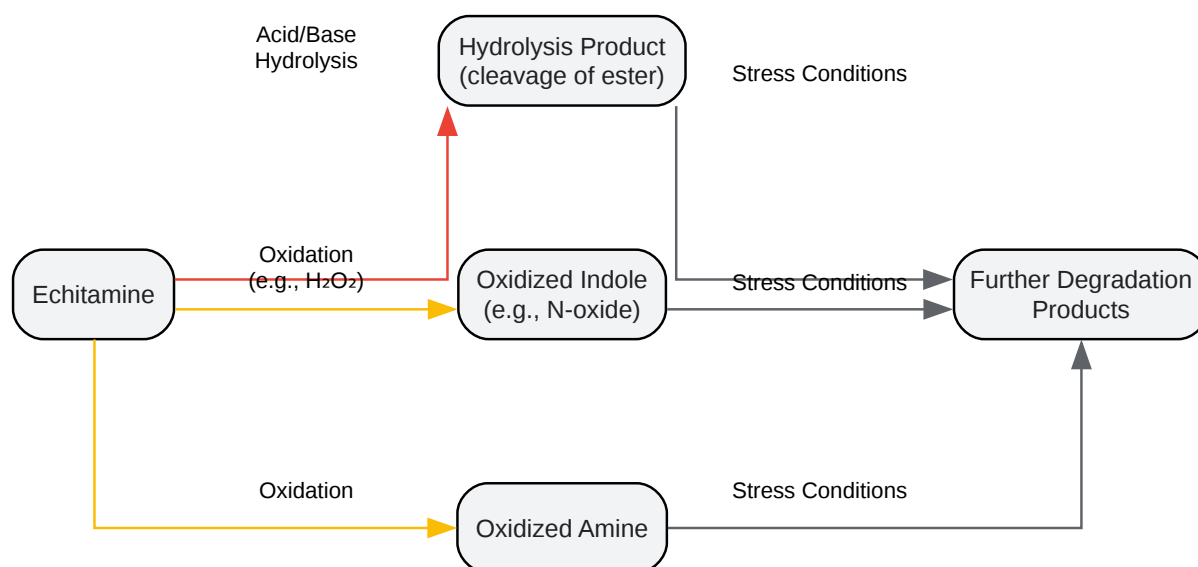 Acid/Base
Hydrolysis
Hydrolysis Product
(cleavage of ester)
Stress Conditions
Echitamine
Oxidation
(e.g., H₂O₂)
Oxidized Indole
(e.g., N-oxide)
Stress Conditions
Further Degradation
Products
Oxidation
Oxidized Amine
Stress Conditions